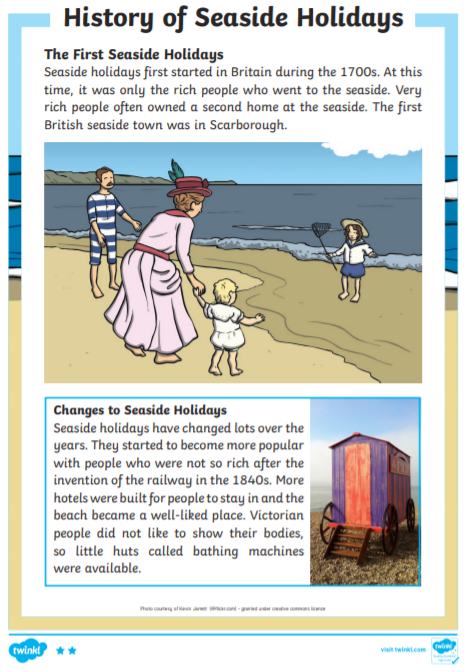 History of Seaside Holidays
The First Seaside Holidays
Seaside holidays first started in Britain during the 1700s. At this
time, it was only the rich people who went to the seaside. Very
rich people often owned a second home at the seaside. The first
British seaside town was in Scarborough.
Changes to Seaside Holidays
Seaside holidays have changed lots over the
years. They started to become more popular
with people who were not so rich after the
invention of the railway in the 1840s. More
hotels were built for people to stay in and the
beach became a well-liked place. Victorian
people did not like to show their bodies,
so little huts called bathing machines
were available.
Photo courtesy of Kevin (@flickr.com) - granted under creative commons licence
twinkl
visit twinkl.com
twinkl